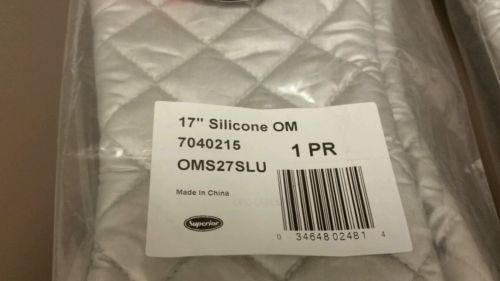 17" Silicone OM
7040215
1 PR
OMS27SLU
Made in China
Superior
0 34648 02481 4